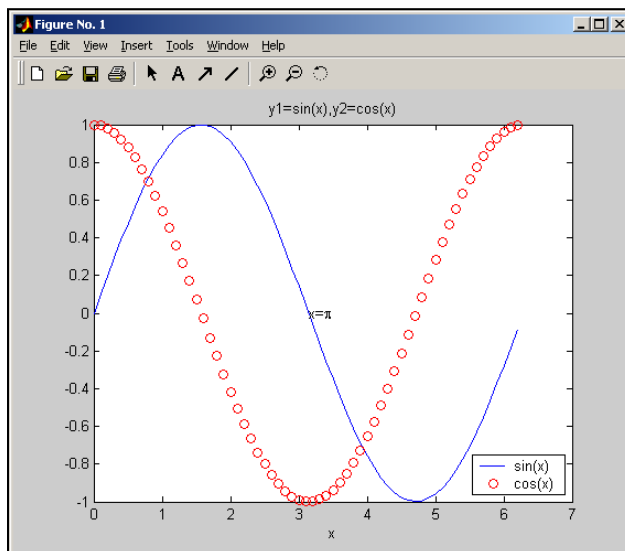 Figure No. 1
File Edit View Insert Tools Window Help
A
y1=sin(x),y2=cos(x)
1
0.8
0.6
0.4
0.2
0
-0.2
-0.4
-0.6
-0.8
-1
x=π
sin(x)
cos(x)
0 1 2 3 4 5 6 7
x